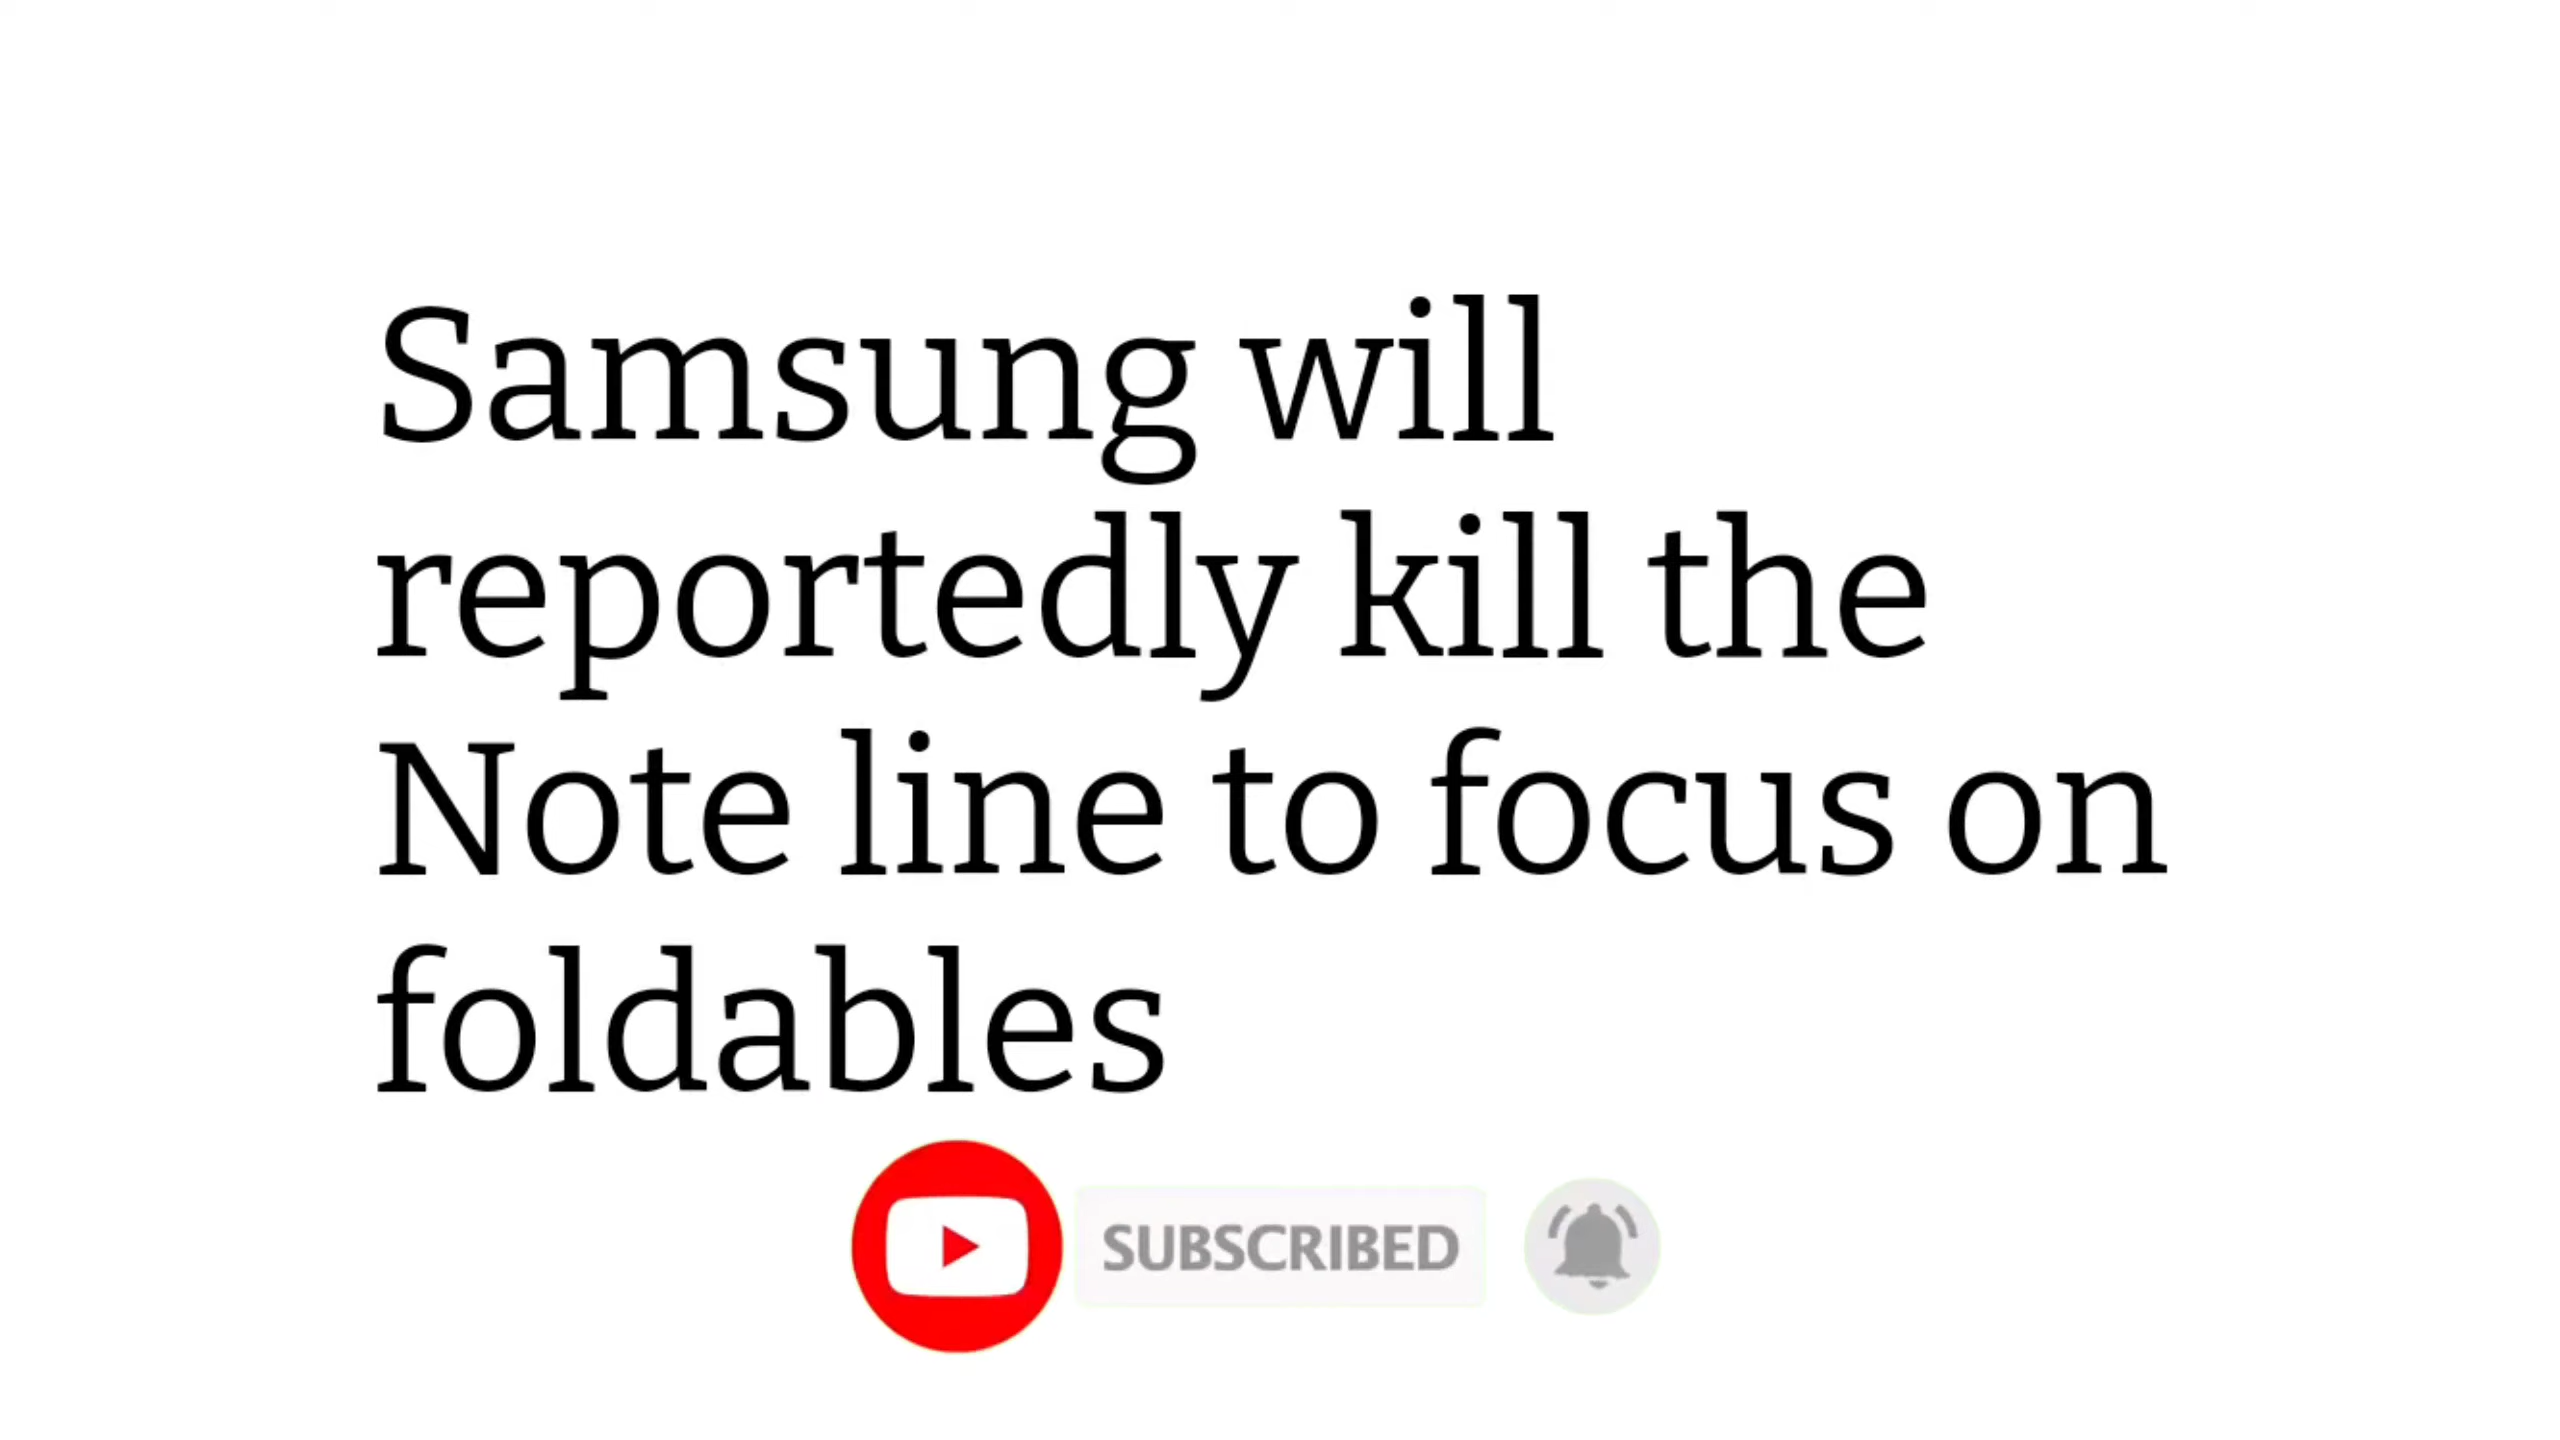 Samsung will
reportedly kill the
Note line to focus on
foldables
SUBSCRIBED